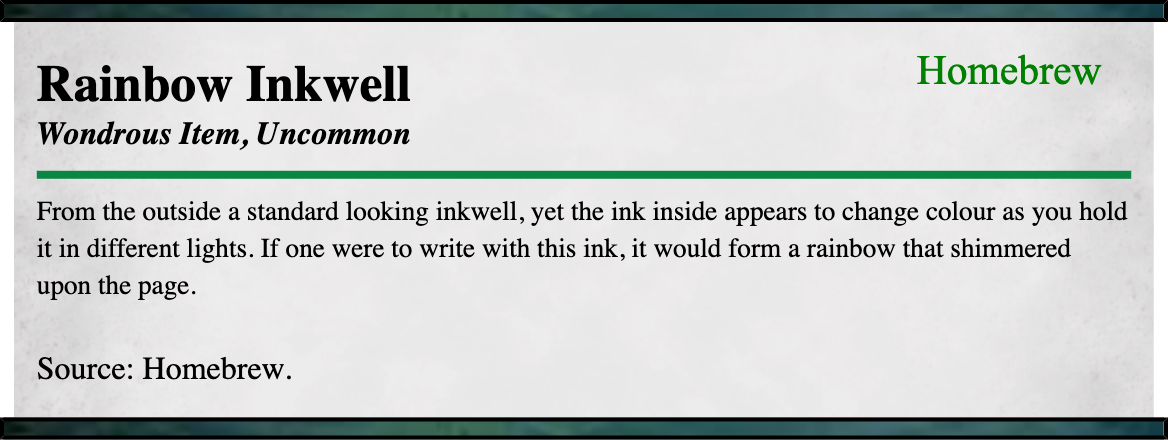 Rainbow Inkwell
Homebrew
Wondrous Item, Uncommon
From the outside a standard looking inkwell, yet the ink inside appears to change colour as you hold
it in different lights. If one were to write with this ink, it would form a rainbow that shimmered
upon the page.
Source: Homebrew.